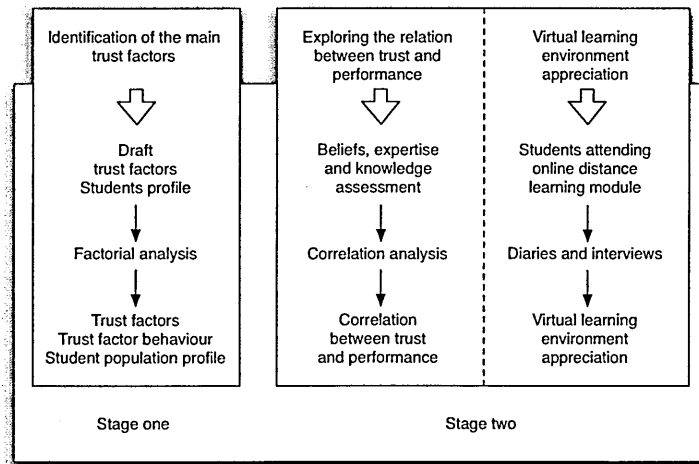 Identification of the main
trust factors
Draft
trust factors
Students profile
Factorial analysis
Trust factors
Trust factor behaviour
Student population profile
Stage one
Exploring the relation
between trust and
performance
Beliefs, expertise
and knowledge
assessment
Correlation analysis
Correlation
between trust
and performance
Virtual learning
environment
appreciation
Students attending
online distance
learning module
Diaries and interviews
Virtual learning
environment
appreciation
Stage two